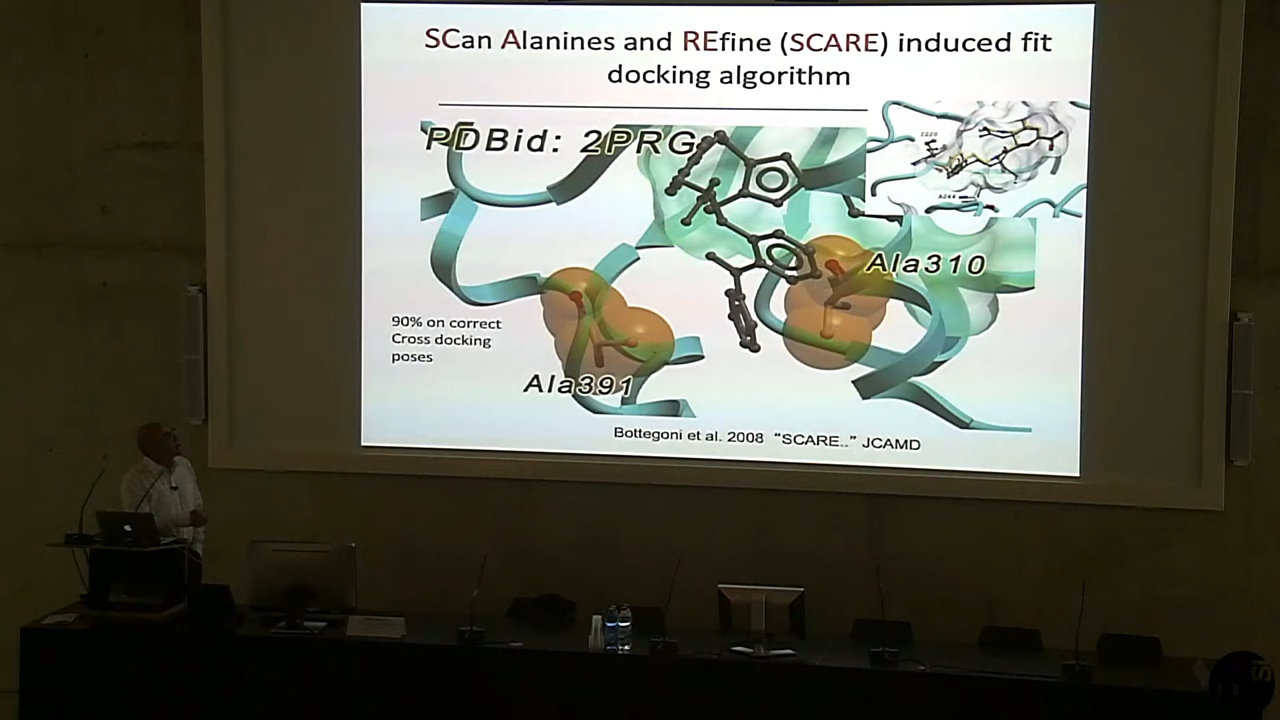 SCan Alanines and REfine (SCARE) induced fit
docking algorithm
PDBid: 2PRG
Ala310
90% on correct
Cross docking
poses
Ala391
Bottegoni et al. 2008 "SCARE.." JCAMD